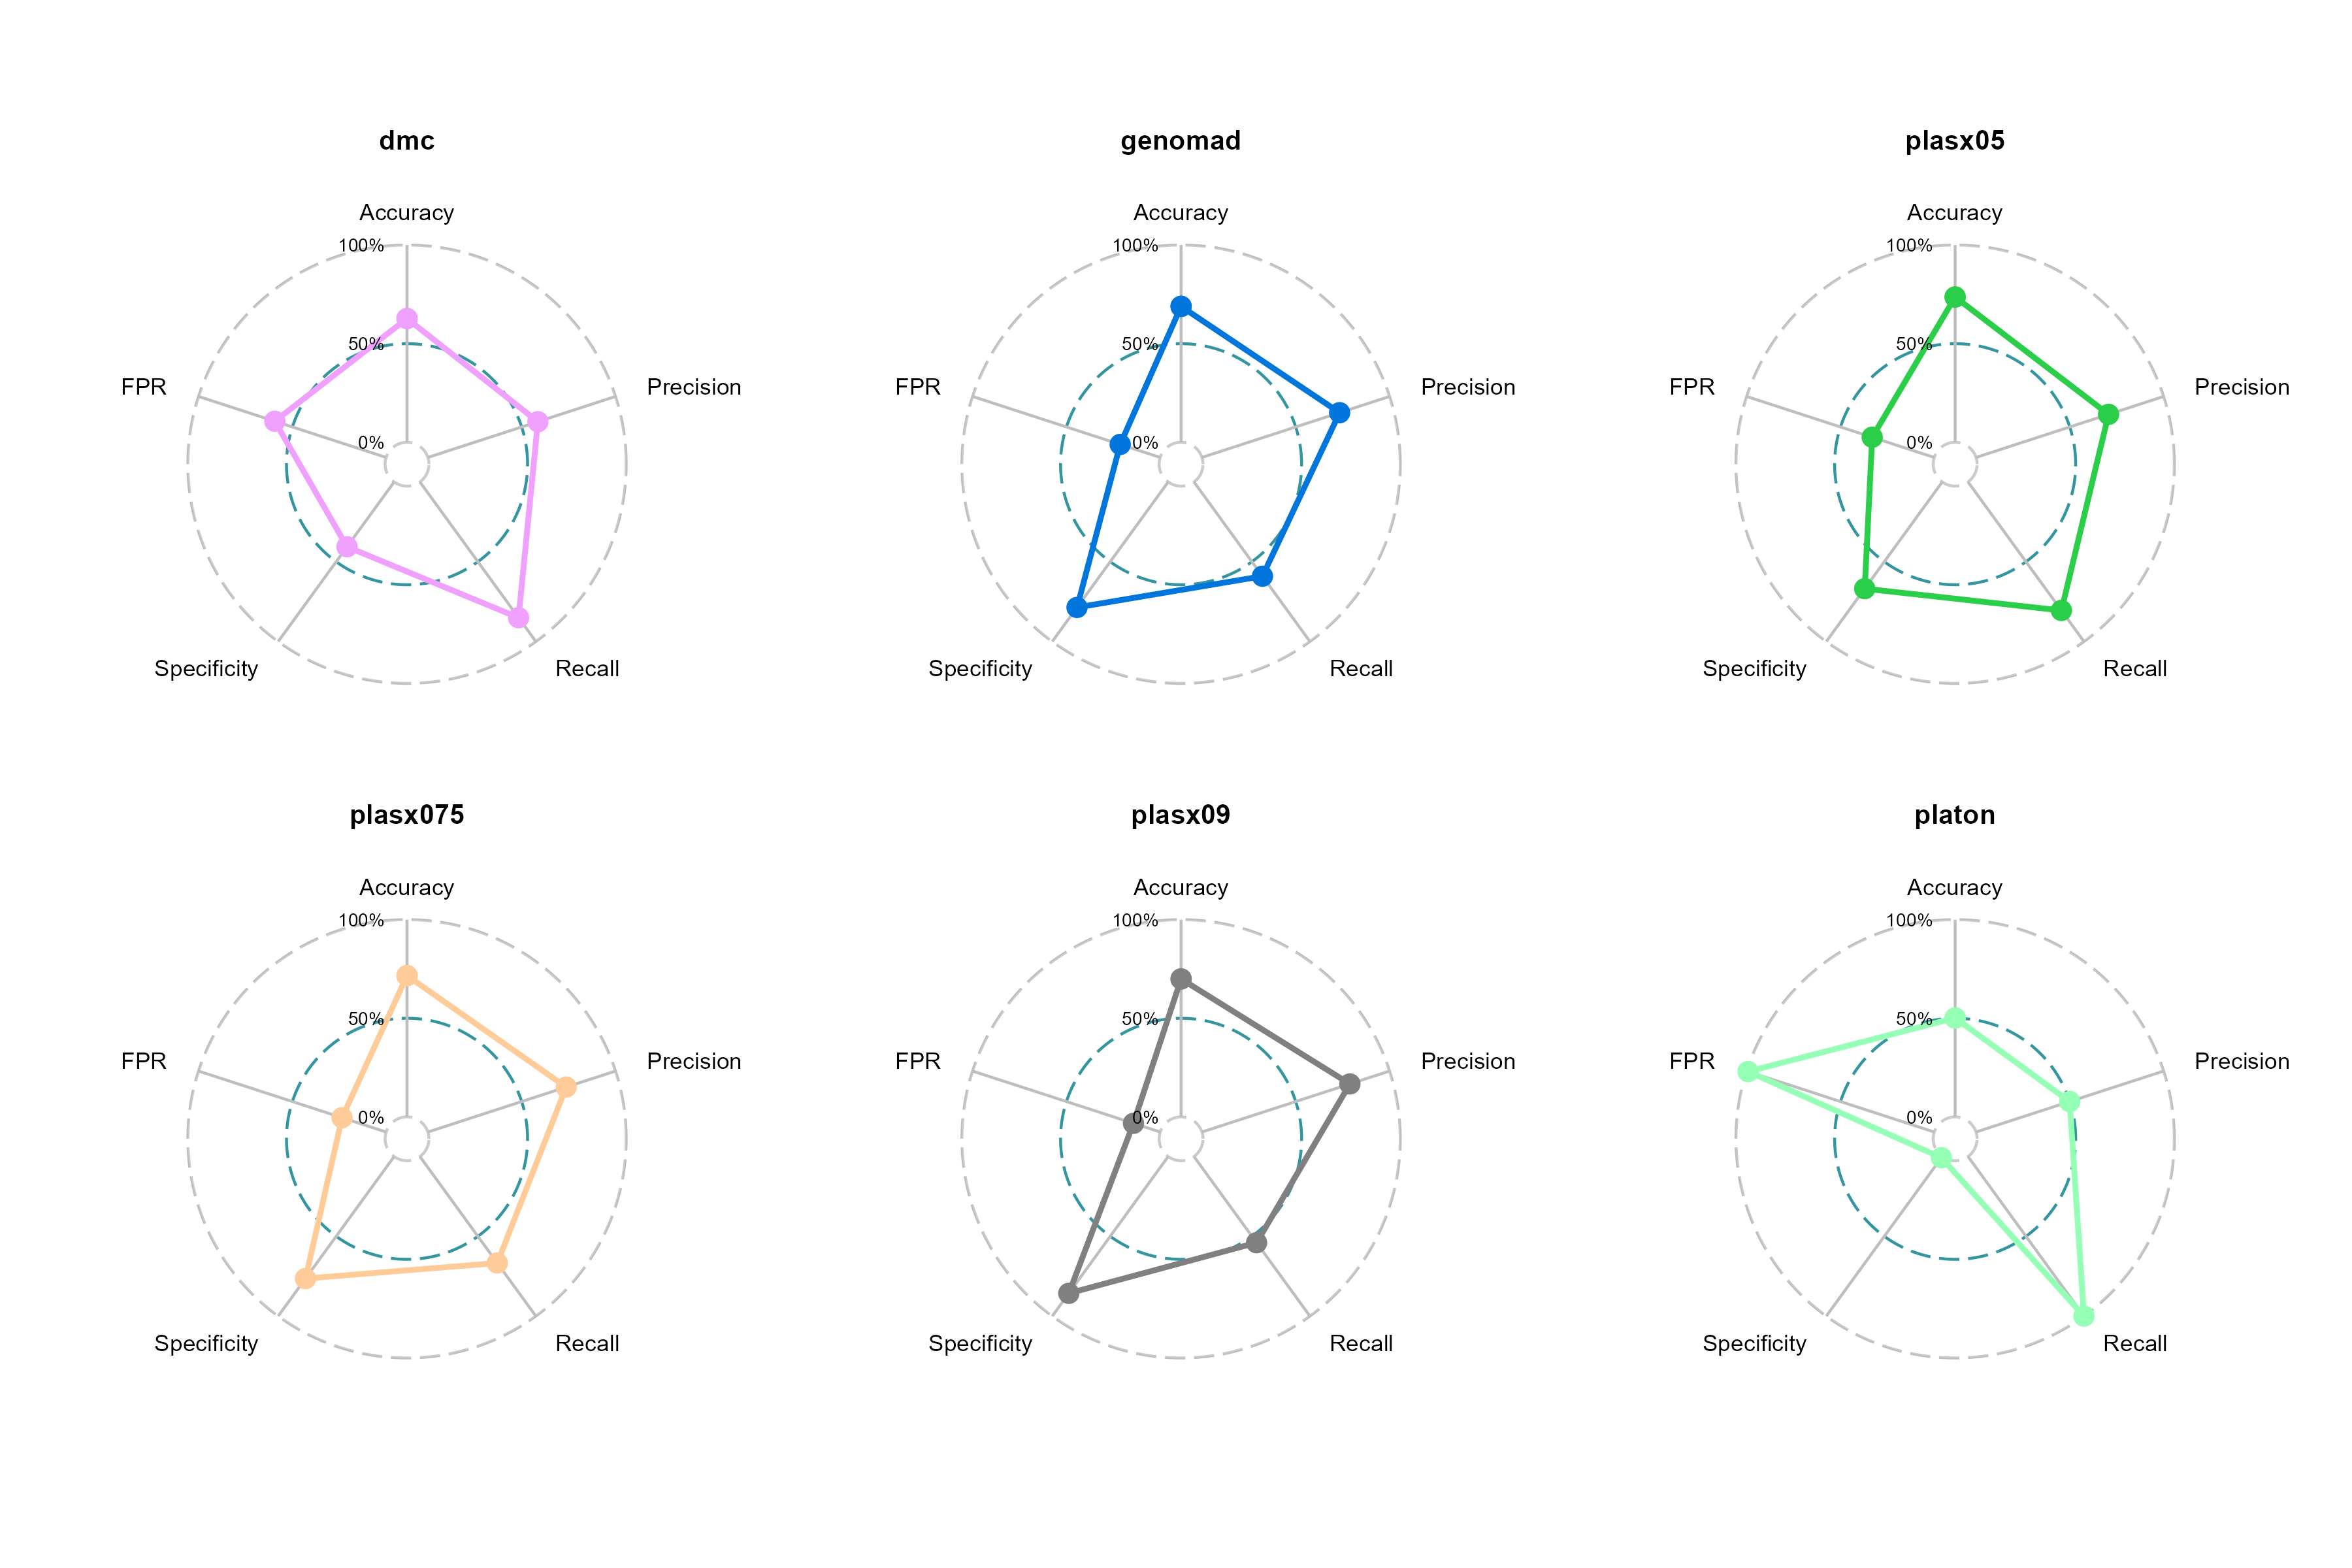 dmc
Accuracy
100%
50%
0%
FPR
Precision
Specificity
Recall
genomad
Accuracy
100%
50%
0%
FPR
Precision
Specificity
Recall
plasx05
Accuracy
100%
50%
0%
FPR
Precision
Specificity
Recall
plasx075
Accuracy
100%
50%
0%
FPR
Precision
Specificity
Recall
plasx09
Accuracy
100%
50%
0%
FPR
Precision
Specificity
Recall
platon
Accuracy
100%
50%
0%
FPR
Precision
Specificity
Recall